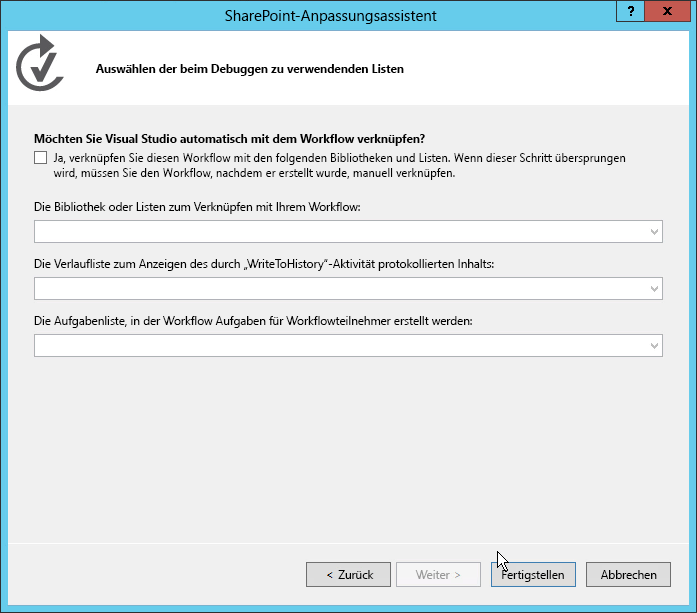 SharePoint-Anpassungsassistent
?
x
Auswählen der beim Debuggen zu verwendenden Listen
Möchten Sie Visual Studio automatisch mit dem Workflow verknüpfen?
Ja, verknüpfen Sie diesen Workflow mit den folgenden Bibliotheken und Listen. Wenn dieser Schritt übersprungen
wird, müssen Sie den Workflow, nachdem er erstellt wurde, manuell verknüpfen.
Die Bibliothek oder Listen zum Verknüpfen mit Ihrem Workflow:
Die Verlaufliste zum Anzeigen des durch „WriteToHistory“-Aktivität protokollierten Inhalts:
Die Aufgabenliste, in der Workflow Aufgaben für Workflowteilnehmer erstellt werden:
< Zurück
Weiter >
Fertigstellen
Abbrechen